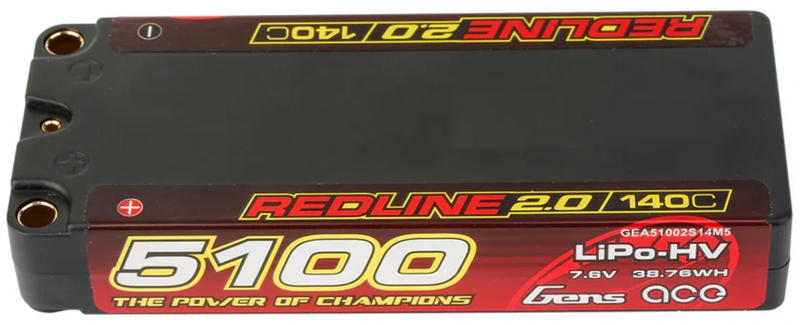 REDLINE 2.0 / 140C
REDLINE 2.0 / 140C
GEA51002S14M5
5100
LiPo-HV
7.6V 38.76WH
THE POWER OF CHAMPIONS
Gens ace